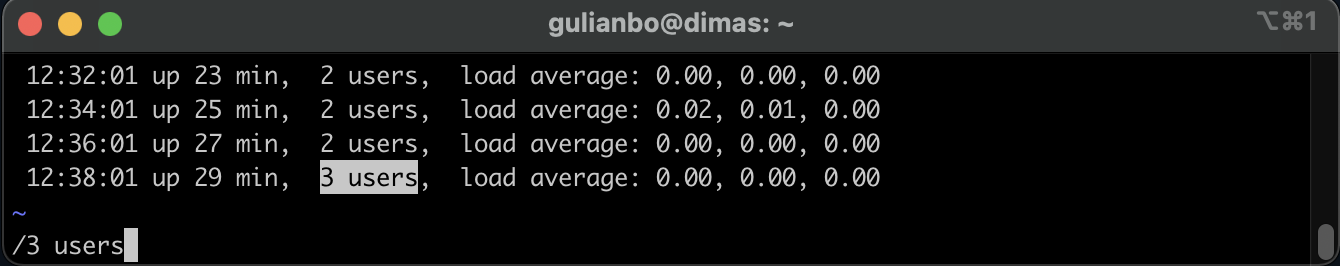 gulianbo@dimas: ~
⌥⌘1
12:32:01 up 23 min,  2 users,  load average: 0.00, 0.00, 0.00
12:34:01 up 25 min,  2 users,  load average: 0.02, 0.01, 0.00
12:36:01 up 27 min,  2 users,  load average: 0.00, 0.00, 0.00
12:38:01 up 29 min,  3 users,  load average: 0.00, 0.00, 0.00
~
/3 users